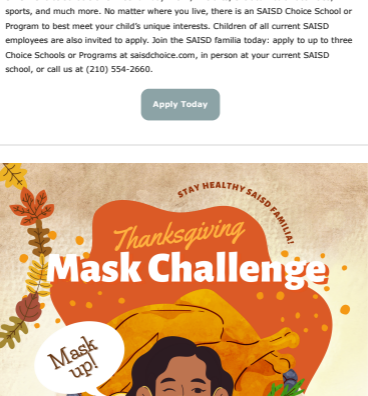 sports, and much more. No matter where you live, there is an SAISD Choice School or
Program to best meet your child's unique interests. Children of all current SAISD
employees are also invited to apply. Join the SAISD familia today: apply to up to three
Choice Schools or Programs at saisdchoice.com, in person at your current SAISD
school, or call us at (210) 554-2660.
Apply Today
STAY HEALTHY SAISD FAMILIA!
Thanksgiving
Mask Challenge
Mask
up!